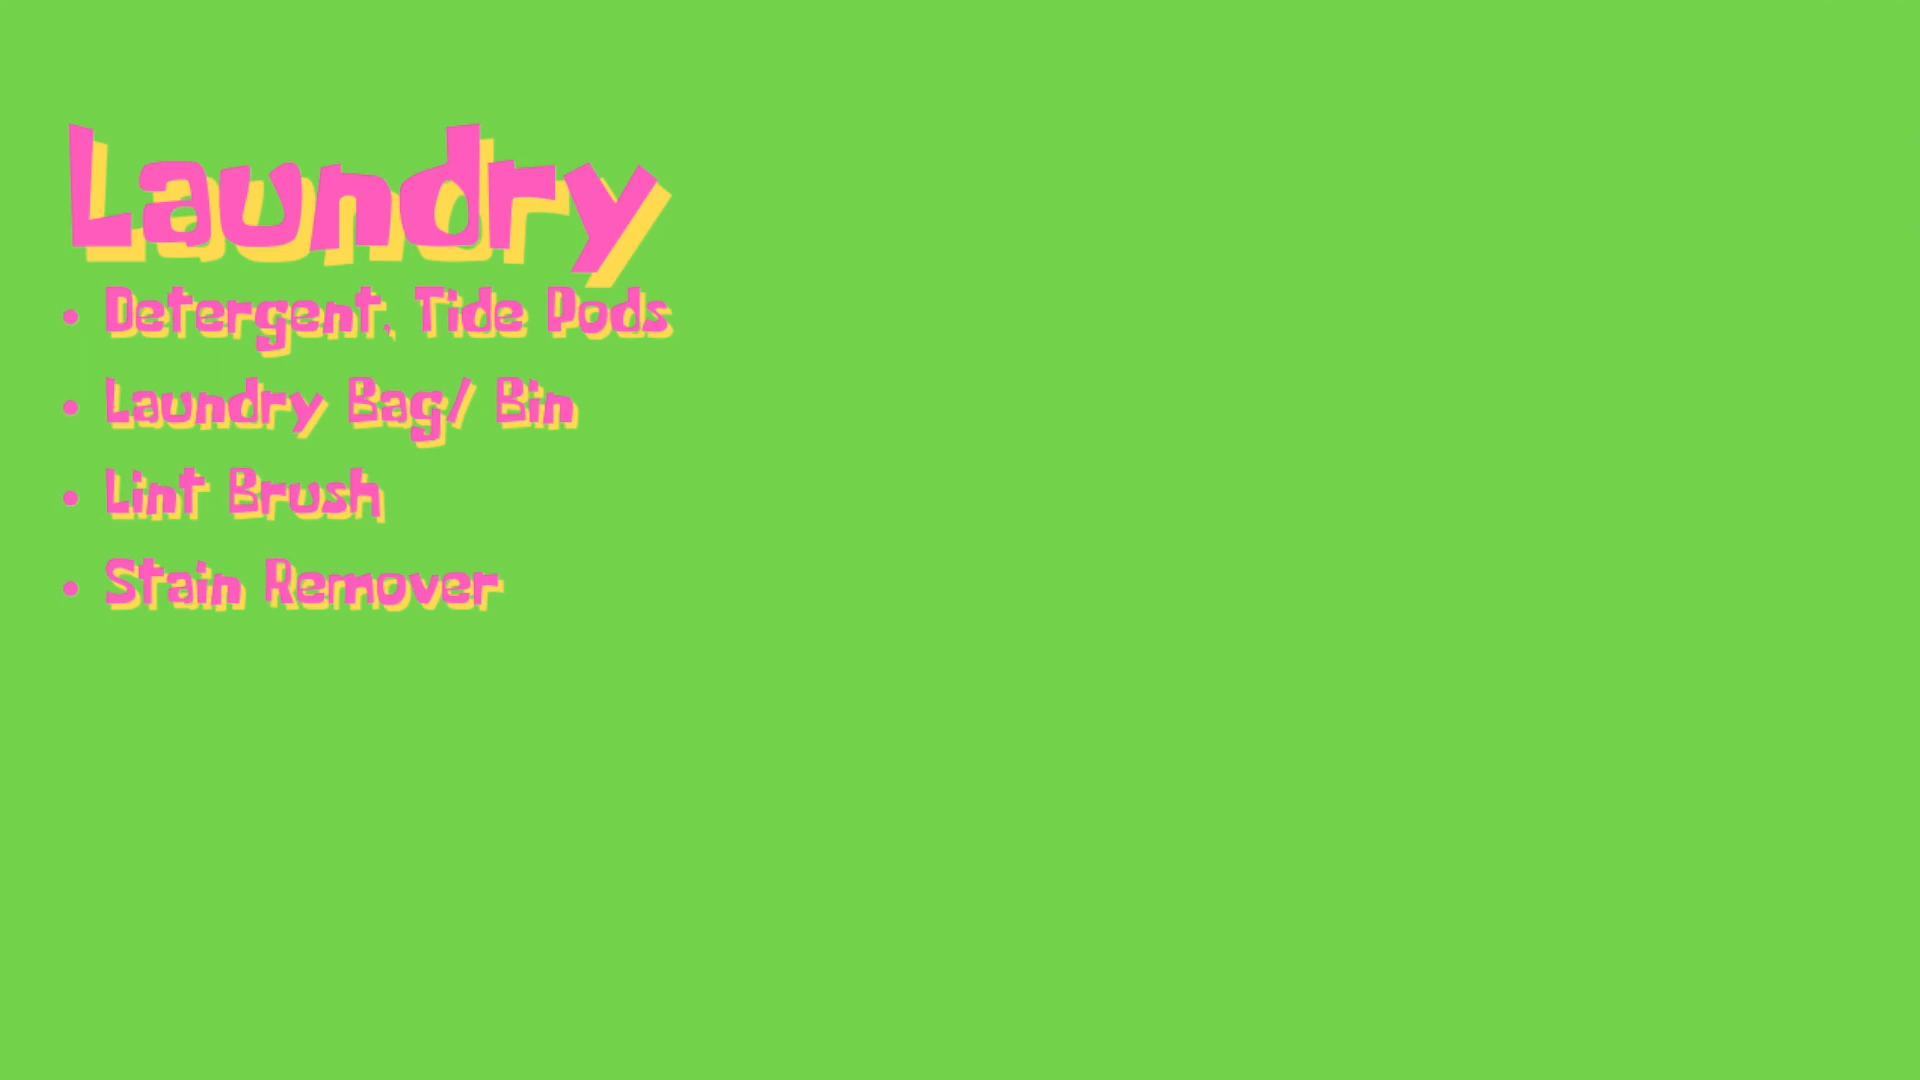 Laundry
• Detergent, Tide Pods
• Laundry Bag/ Bin
• Lint Brush
• Stain Remover